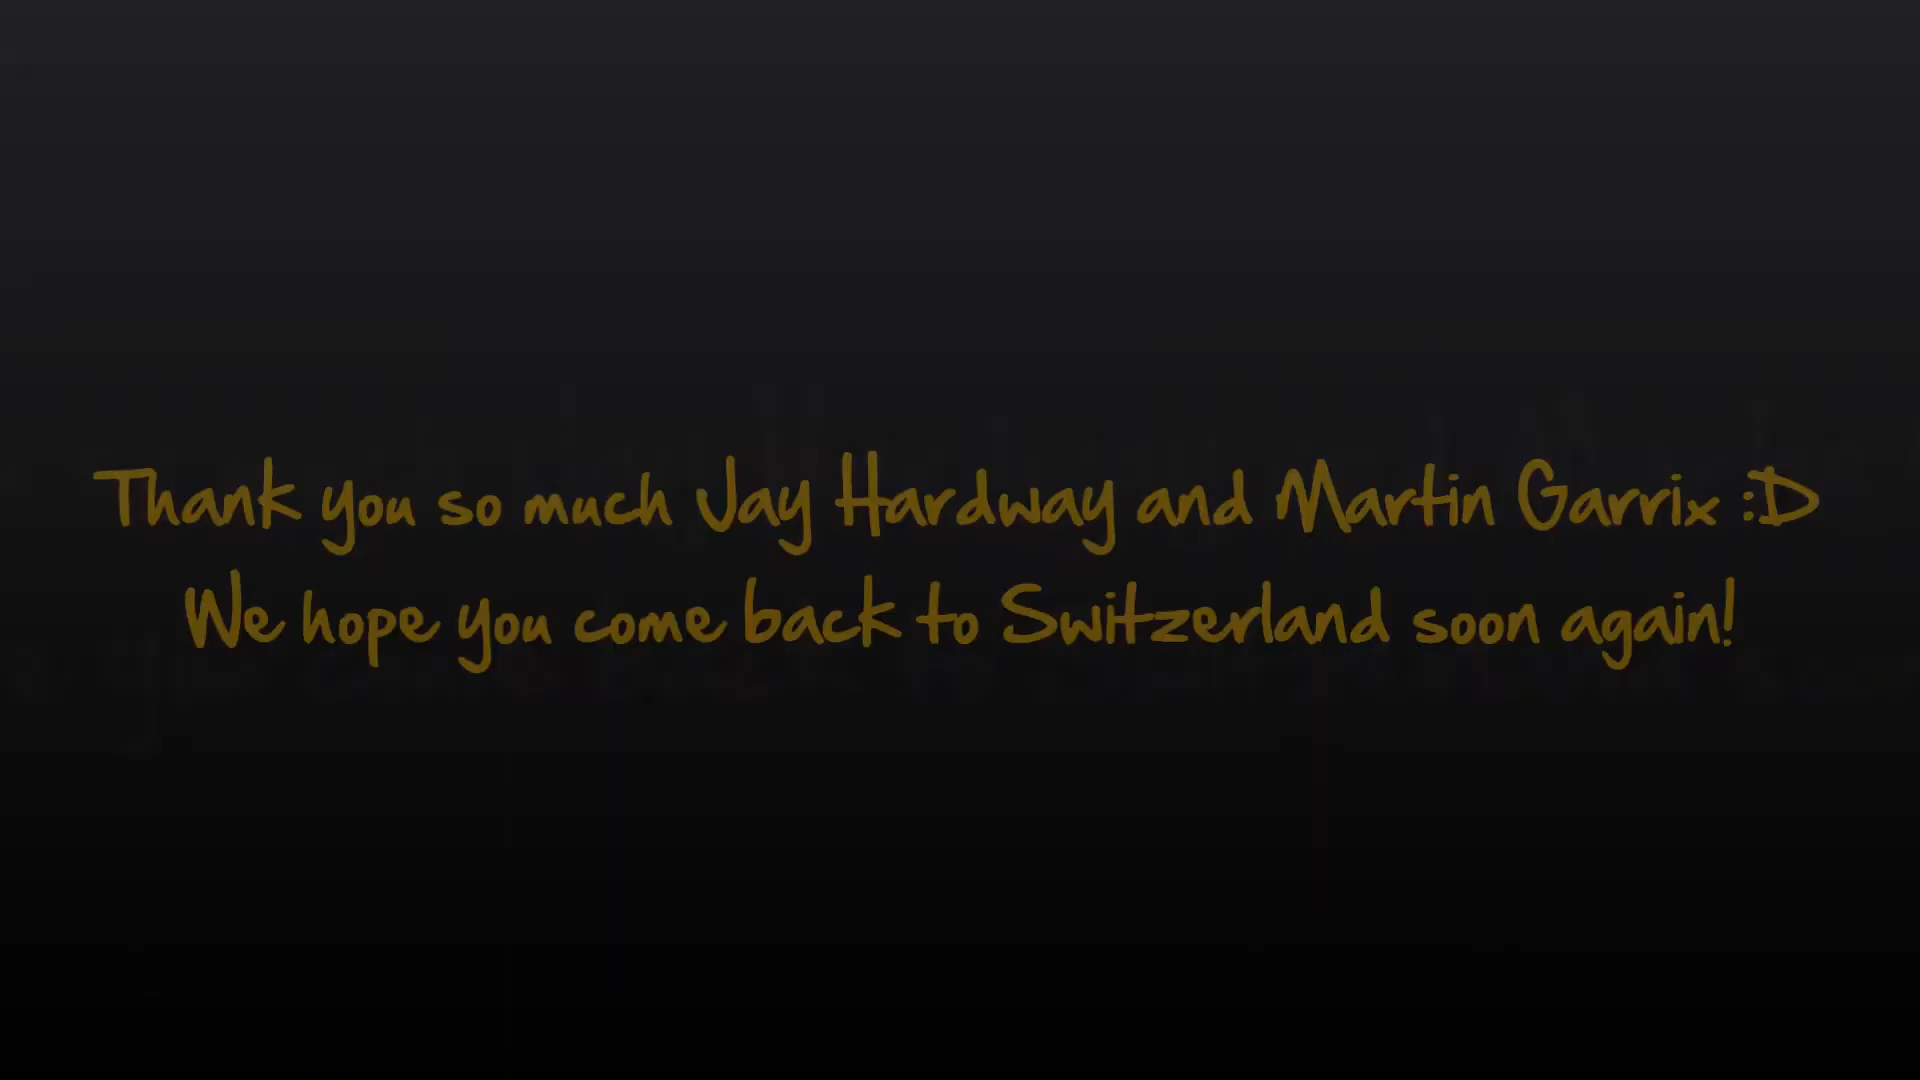 Thank you so much Jay Hardway and Martin Garrix :D
We hope you come back to Switzerland soon again!